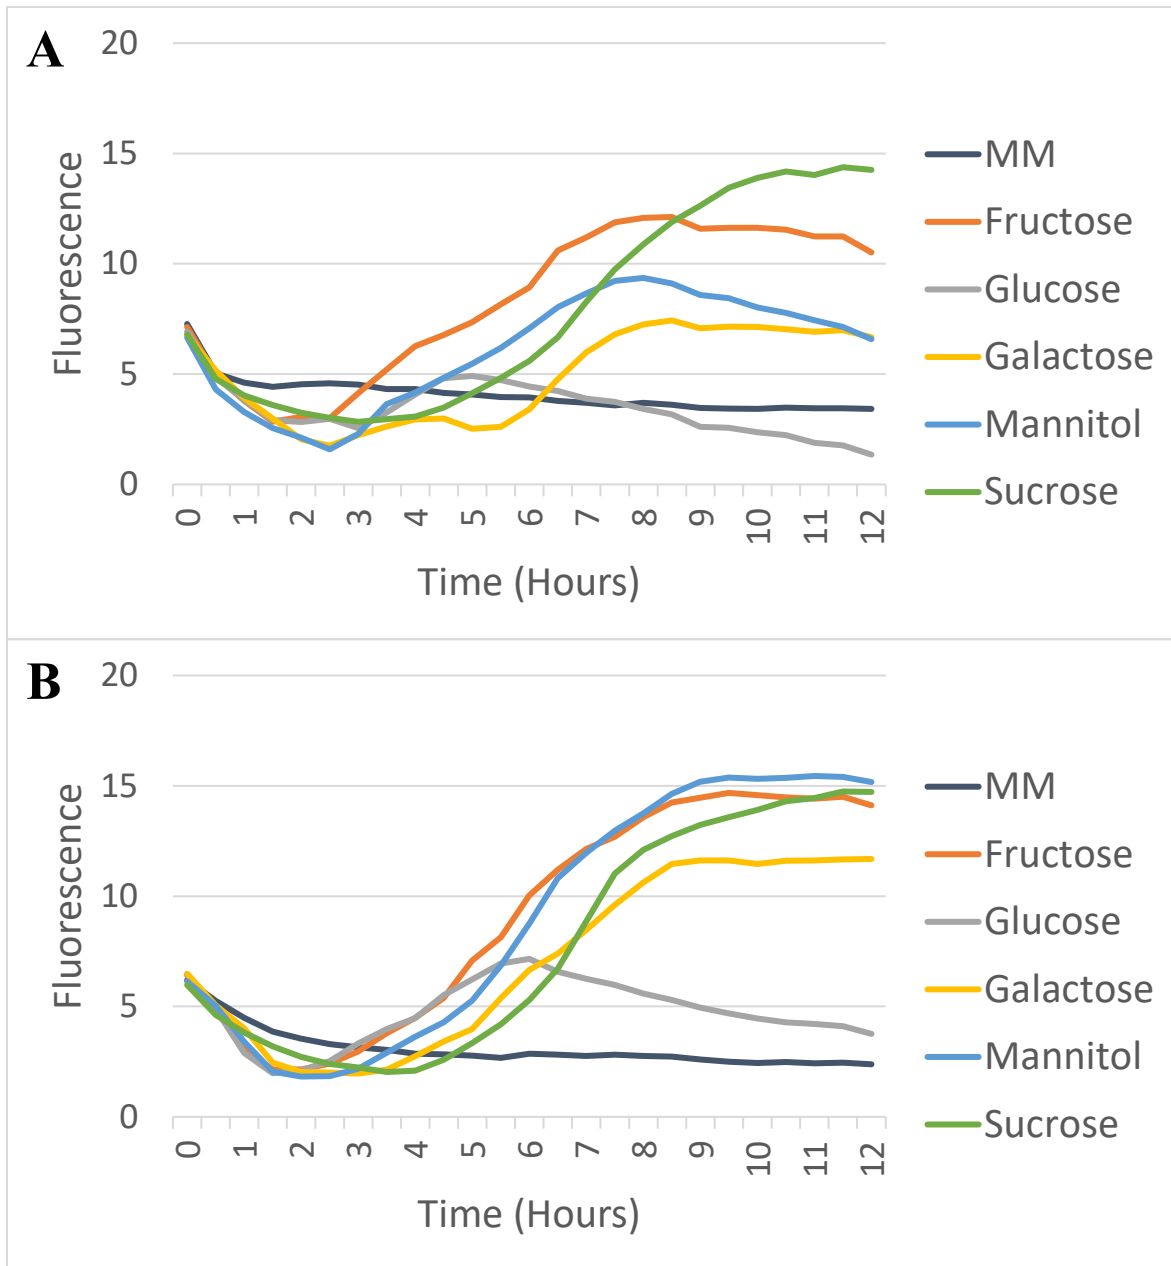 A
20
15
10
5
0
Fluorescence
0 1 2 3 4 5 6 7 8 9 10 11 12
Time (Hours)
MM
Fructose
Glucose
Galactose
Mannitol
Sucrose
B
20
15
10
5
0
Fluorescence
0 1 2 3 4 5 6 7 8 9 10 11 12
Time (Hours)
MM
Fructose
Glucose
Galactose
Mannitol
Sucrose